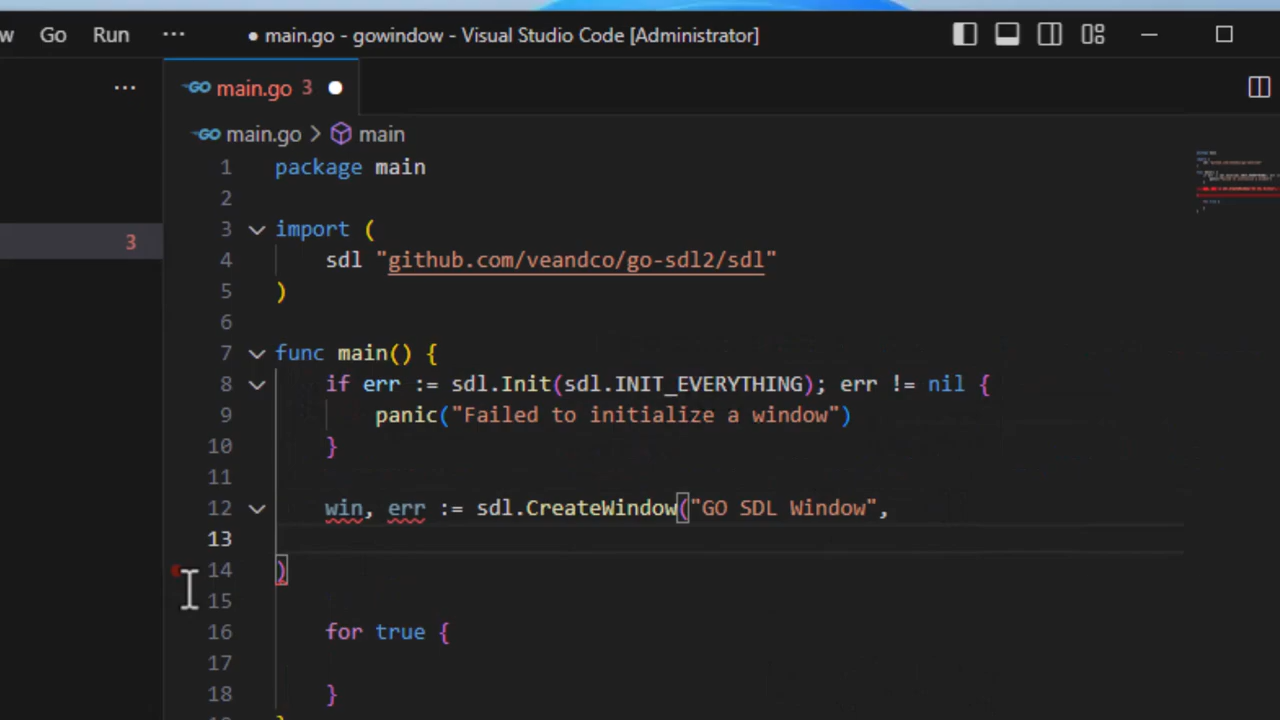 Go Run ··· ● main.go - gowindow - Visual Studio Code [Administrator]
··· GO main.go 3
GO main.go > main
3
1 package main
2
3 import (
4 sdl "github.com/veandco/go-sdl2/sdl"
5 )
6
7 func main() {
8 if err := sdl.Init(sdl.INIT_EVERYTHING); err != nil {
9 panic("Failed to initialize a window")
10 }
11
12 win, err := sdl.CreateWindow("GO SDL Window",
13
14 )
15
16 for true {
17
18 }